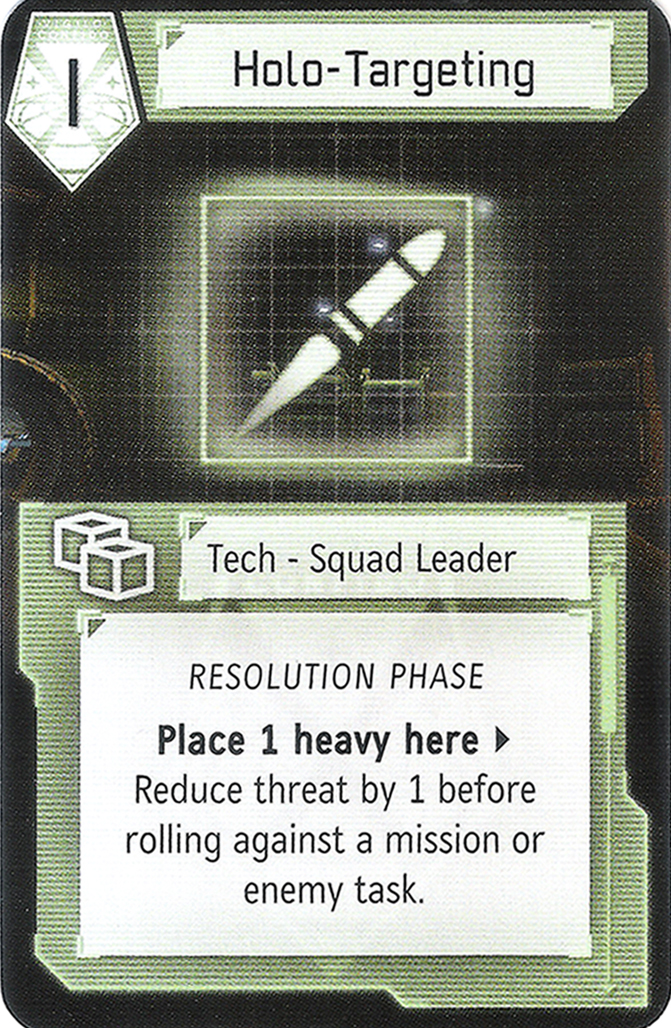 I
Holo-Targeting
Tech - Squad Leader
RESOLUTION PHASE
Place 1 heavy here ▸
Reduce threat by 1 before
rolling against a mission or
enemy task.